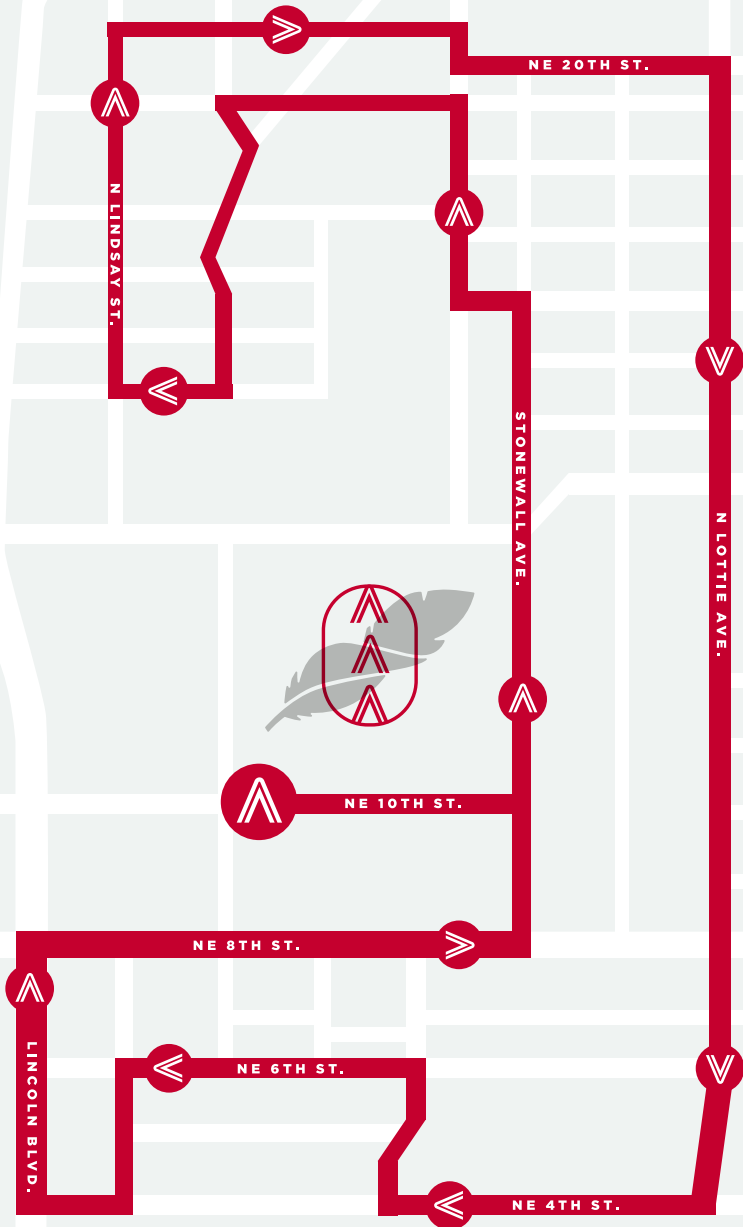 NE 20TH ST.
N LINDSAY ST.
STONEWALL AVE.
N LOTTIE AVE.
NE 10TH ST.
NE 8TH ST.
LINCOLN BLVD.
NE 6TH ST.
NE 4TH ST.